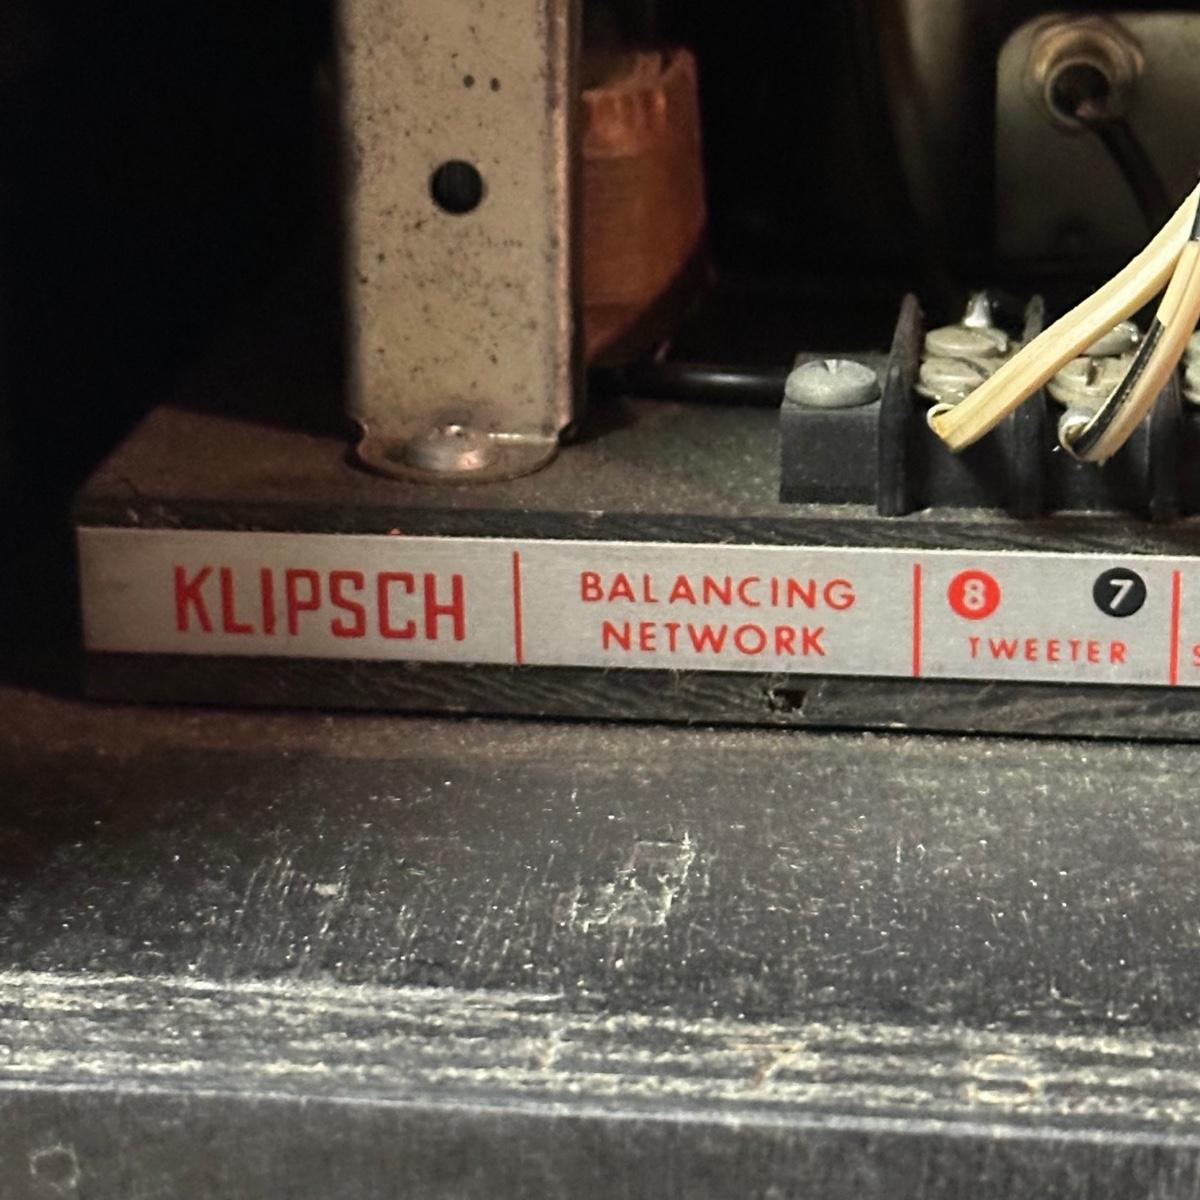 KLIPSCH
BALANCING
NETWORK
8 7
TWEETER
S